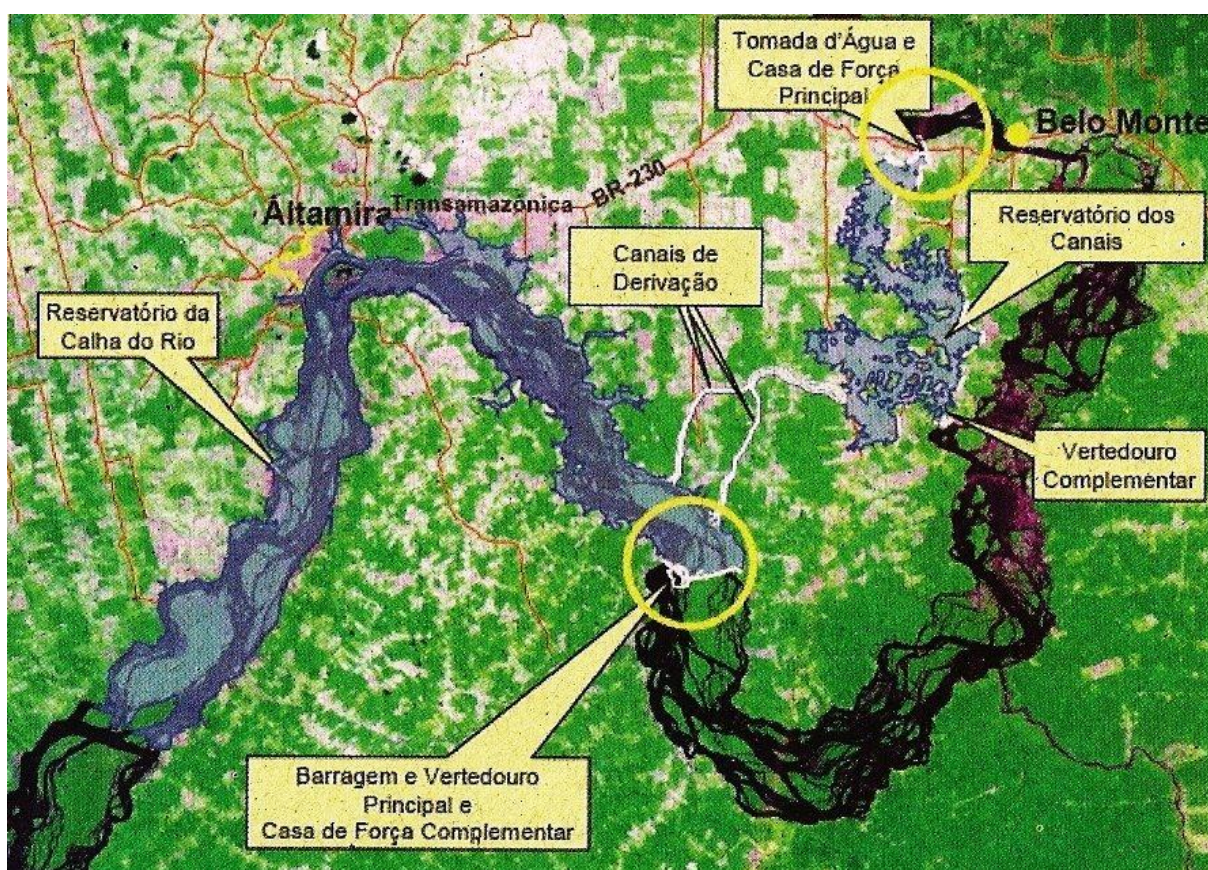 Tomada d'Água e
Casa de Força
Principal
Belo Monte
Altamira
Transamazônica
BR-230
Reservatório dos
Canais
Canais de
Derivação
Reservatório da
Calha do Rio
Vertedouro
Complementar
Barragem e Vertedouro
Principal e
Casa de Força Complementar